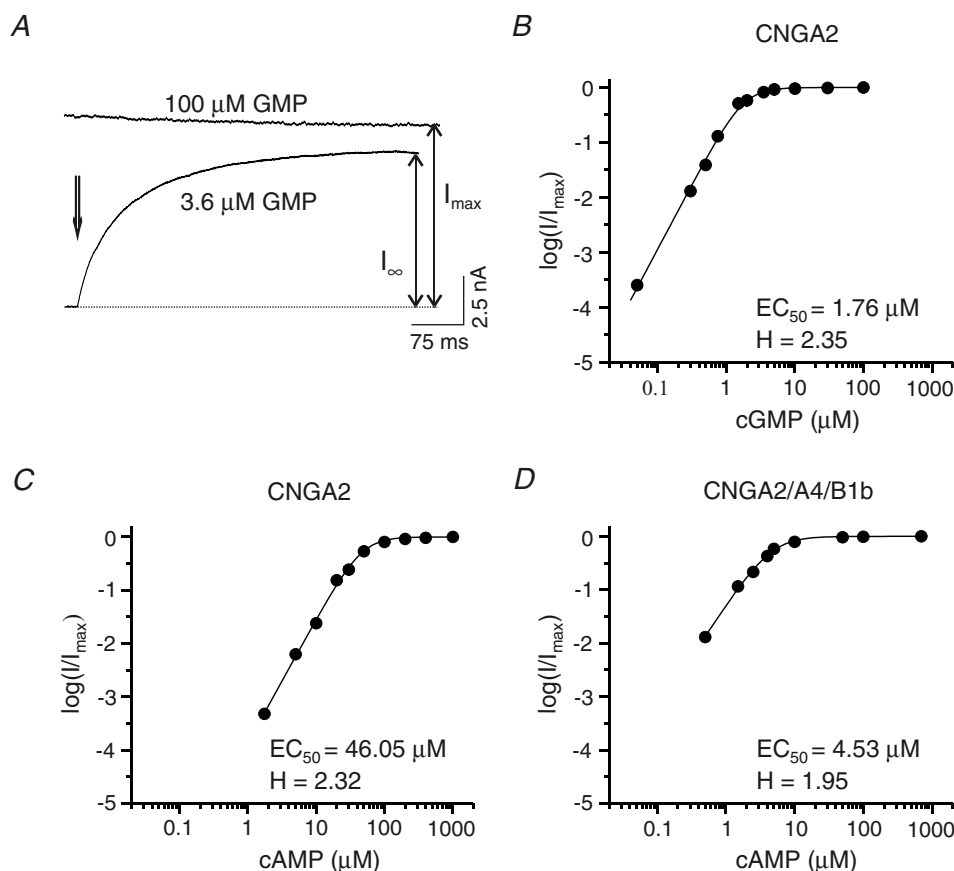 A
100 μM GMP
3.6 μM GMP
I∞
Imax
2.5 nA
75 ms
B
CNGA2
0
-1
-2
-3
-4
-5
log(I/Imax)
EC50 = 1.76 μM
H = 2.35
0.1
1
10
100
1000
cGMP (μM)
C
CNGA2
0
-1
-2
-3
-4
-5
log(I/Imax)
EC50 = 46.05 μM
H = 2.32
0.1
1
10
100
1000
cAMP (μM)
D
CNGA2/A4/B1b
0
-1
-2
-3
-4
-5
log(I/Imax)
EC50 = 4.53 μM
H = 1.95
0.1
1
10
100
1000
cAMP (μM)